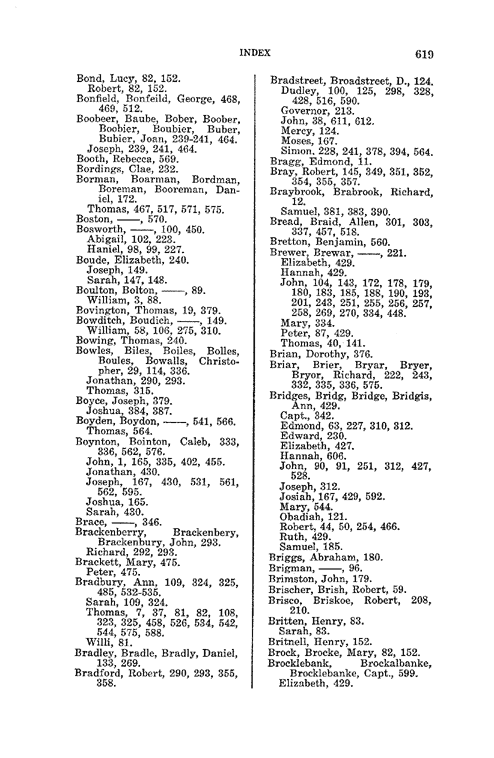 INDEX 619
Bond, Lucy, 82, 152.
Robert, 82, 152.
Bonfield, Bonfeild, George, 468,
469, 512.
Boobeer, Baube, Bober, Boober,
Boobier, Boubier, Buber,
Bubier, Joan, 239-241, 464.
Joseph, 239, 241, 464.
Booth, Rebecca, 569.
Bordings, Clae, 232.
Borman, Boarman, Bordman,
Boreman, Booreman, Dan-
iel, 172.
Thomas, 467, 517, 571, 575.
Boston, ——, 570.
Bosworth, ——, 100, 450.
Abigail, 102, 223.
Haniel, 98, 99, 227.
Boude, Elizabeth, 240.
Joseph, 149.
Sarah, 147, 148.
Boulton, Bolton, ——, 89.
William, 3, 88.
Bovington, Thomas, 19, 379.
Bowditch, Boudich, ——, 149.
William, 58, 106, 275, 310.
Bowing, Thomas, 240.
Bowles, Biles, Boiles, Bolles,
Boules, Bowalls, Christo-
pher, 29, 114, 336.
Jonathan, 290, 293.
Thomas, 315.
Boyce, Joseph, 379.
Joshua, 384, 387.
Boyden, Boydon, ——, 541, 566.
Thomas, 564.
Boynton, Bointon, Caleb, 333,
336, 562, 576.
John, 1, 165, 335, 402, 455.
Jonathan, 430.
Joseph, 167, 430, 531, 561,
562, 595.
Joshua, 165.
Sarah, 430.
Brace, ——, 346.
Brackenberry, Brackenbery,
Brackenbury, John, 293.
Richard, 292, 293.
Brackett, Mary, 475.
Peter, 475.
Bradbury, Ann, 109, 324, 325,
485, 532-535.
Sarah, 109, 324.
Thomas, 7, 37, 81, 82, 108,
323, 325, 458, 526, 534, 542,
544, 575, 588.
Willi, 81.
Bradley, Bradle, Bradly, Daniel,
133, 269.
Bradford, Robert, 290, 293, 355,
358.
Bradstreet, Broadstreet, D., 124.
Dudley, 100, 125, 298, 328,
428, 516, 590.
Governor, 213.
John, 38, 611, 612.
Mercy, 124.
Moses, 167.
Simon, 228, 241, 378, 394, 564.
Bragg, Edmond, 11.
Bray, Robert, 145, 349, 351, 352,
354, 355, 357.
Braybrook, Brabrook, Richard,
12.
Samuel, 381, 383, 390.
Bread, Braid, Allen, 301, 303,
337, 457, 518.
Bretton, Benjamin, 560.
Brewer, Brewar, ——, 221.
Elizabeth, 429.
Hannah, 429.
John, 104, 143, 172, 178, 179,
180, 183, 185, 188, 190, 193,
201, 243, 251, 255, 256, 257,
258, 269, 270, 334, 448.
Mary, 334.
Peter, 87, 429.
Thomas, 40, 141.
Brian, Dorothy, 376.
Briar, Brier, Bryar, Bryer,
Bryor, Richard, 222, 243,
332, 335, 336, 575.
Bridges, Bridg, Bridge, Bridgis,
Ann, 429.
Capt., 342.
Edmond, 63, 227, 310, 312.
Edward, 230.
Elizabeth, 427.
Hannah, 606.
John, 90, 91, 251, 312, 427,
528.
Joseph, 312.
Josiah, 167, 429, 592.
Mary, 544.
Obadiah, 121.
Robert, 44, 50, 254, 466.
Ruth, 429.
Samuel, 185.
Briggs, Abraham, 180.
Brigman, ——, 96.
Brimston, John, 179.
Brischer, Brish, Robert, 59.
Brisco, Briskoe, Robert, 208,
210.
Britten, Henry, 83.
Sarah, 83.
Britnell, Henry, 152.
Brock, Brocke, Mary, 82, 152.
Brocklebank, Brockalbanke,
Brocklebanke, Capt., 599.
Elizabeth, 429.